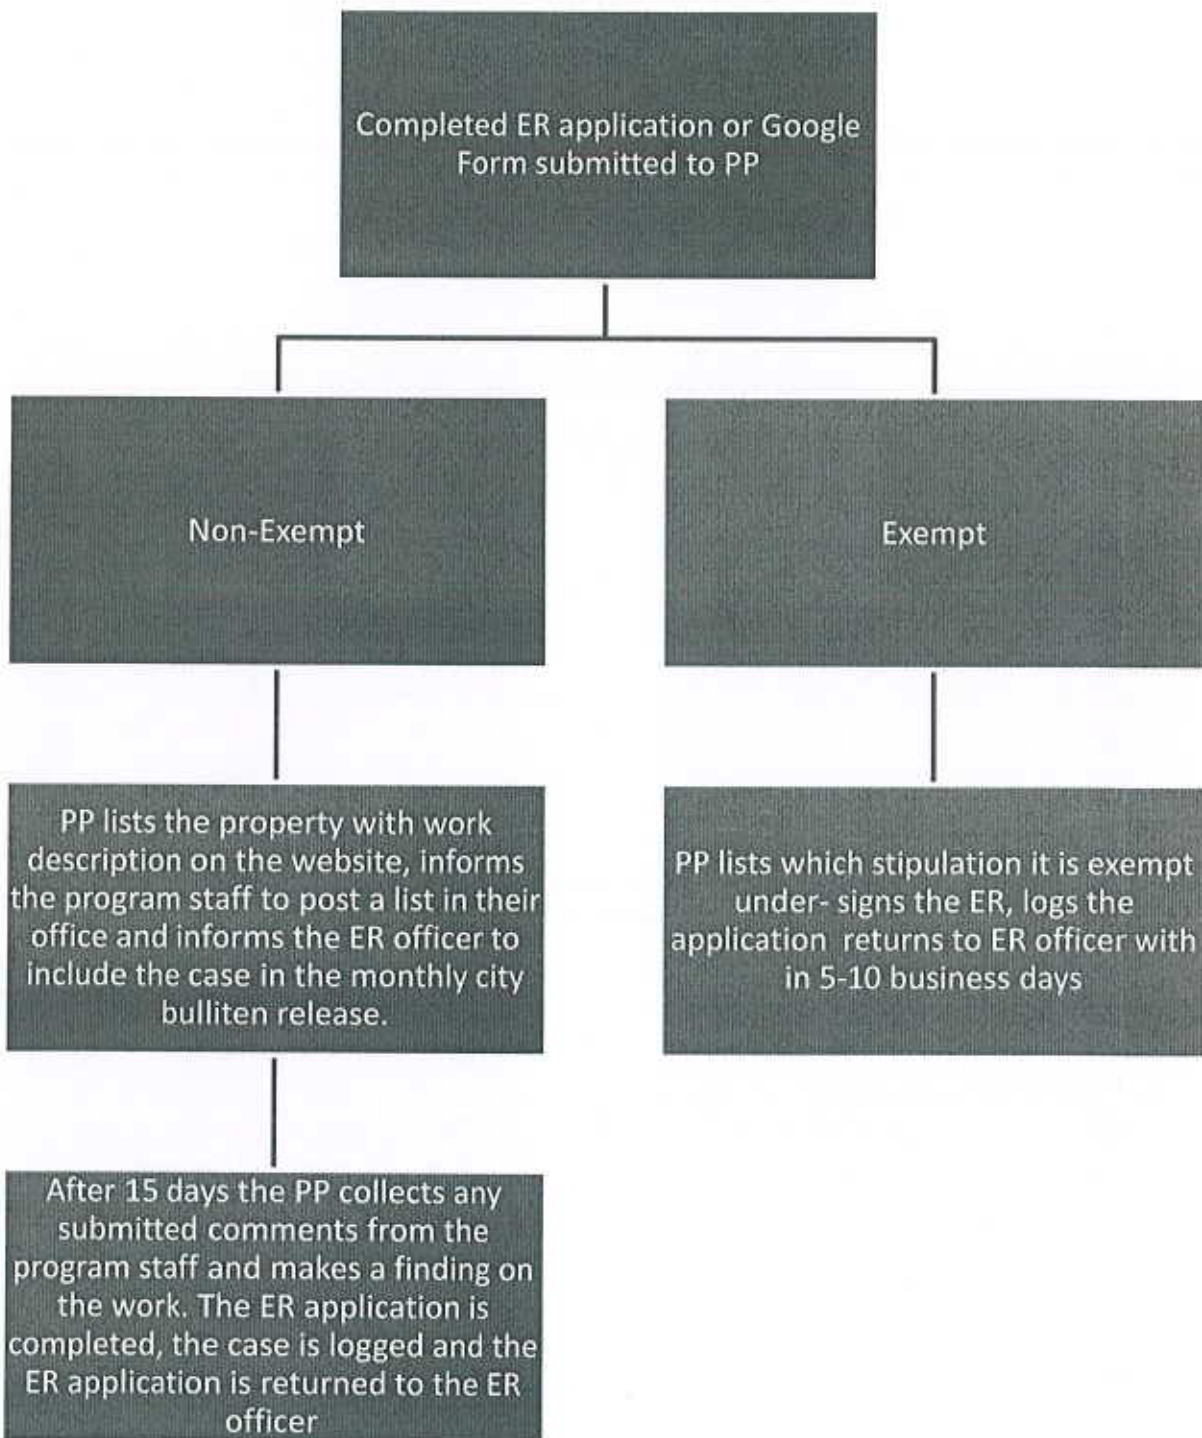 Completed ER application or Google
Form submitted to PP
Non-Exempt
Exempt
PP lists the property with work
description on the website, informs
the program staff to post a list in their
office and informs the ER officer to
include the case in the monthly city
bulliten release.
PP lists which stipulation it is exempt
under- signs the ER, logs the
application returns to ER officer with
in 5-10 business days
After 15 days the PP collects any
submitted comments from the
program staff and makes a finding on
the work. The ER application is
completed, the case is logged and the
ER application is returned to the ER
officer